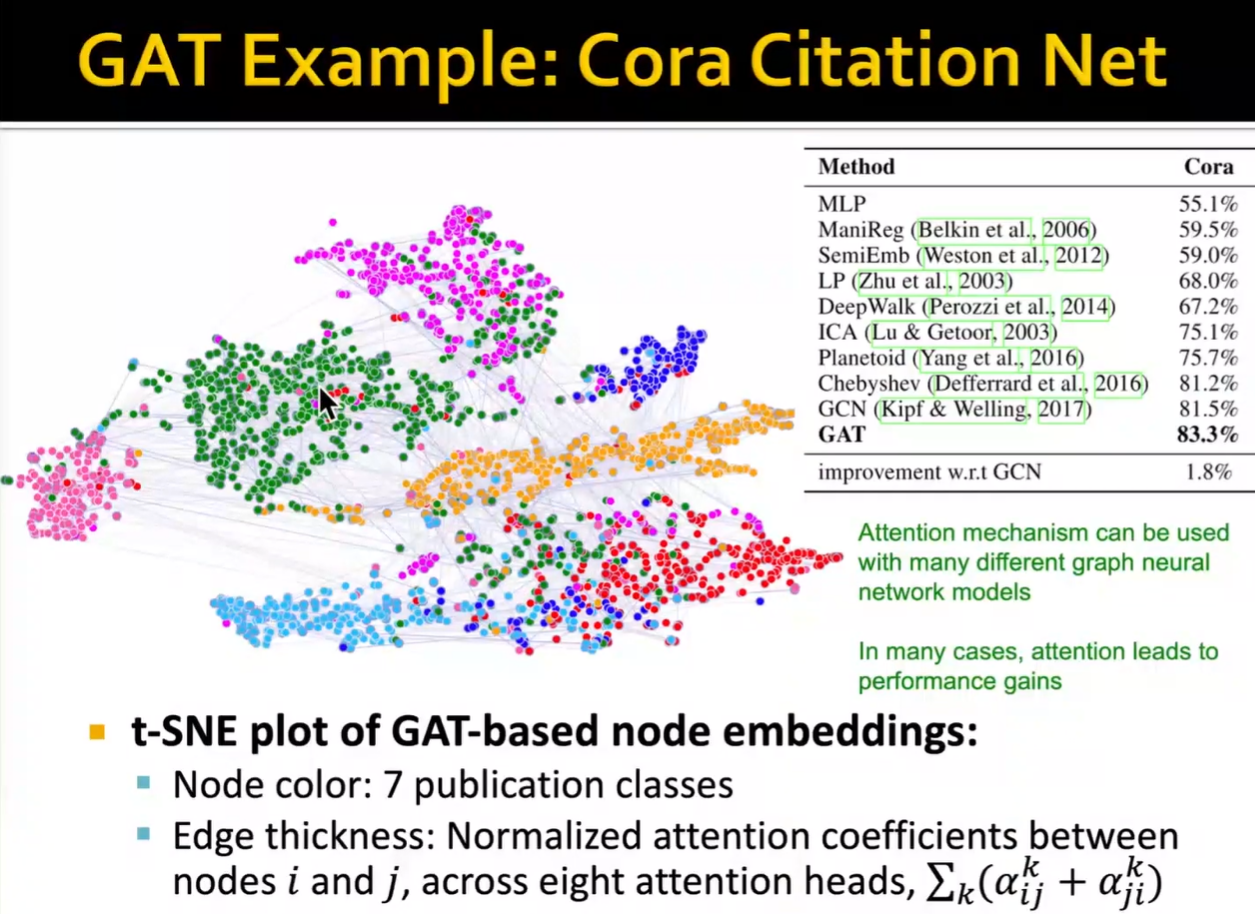 GAT Example: Cora Citation Net
Method Cora
MLP 55.1%
ManiReg (Belkin et al., 2006) 59.5%
SemiEmb (Weston et al., 2012) 59.0%
LP (Zhu et al., 2003) 68.0%
DeepWalk (Perozzi et al., 2014) 67.2%
ICA (Lu & Getoor, 2003) 75.1%
Planetoid (Yang et al., 2016) 75.7%
Chebyshev (Defferrard et al., 2016) 81.2%
GCN (Kipf & Welling, 2017) 81.5%
GAT 83.3%
improvement w.r.t GCN 1.8%
Attention mechanism can be used
with many different graph neural
network models
In many cases, attention leads to
performance gains
t-SNE plot of GAT-based node embeddings:
Node color: 7 publication classes
Edge thickness: Normalized attention coefficients between
nodes i and j, across eight attention heads, ∑ₖ(αᵢⱼᵏ + αⱼᵢᵏ)